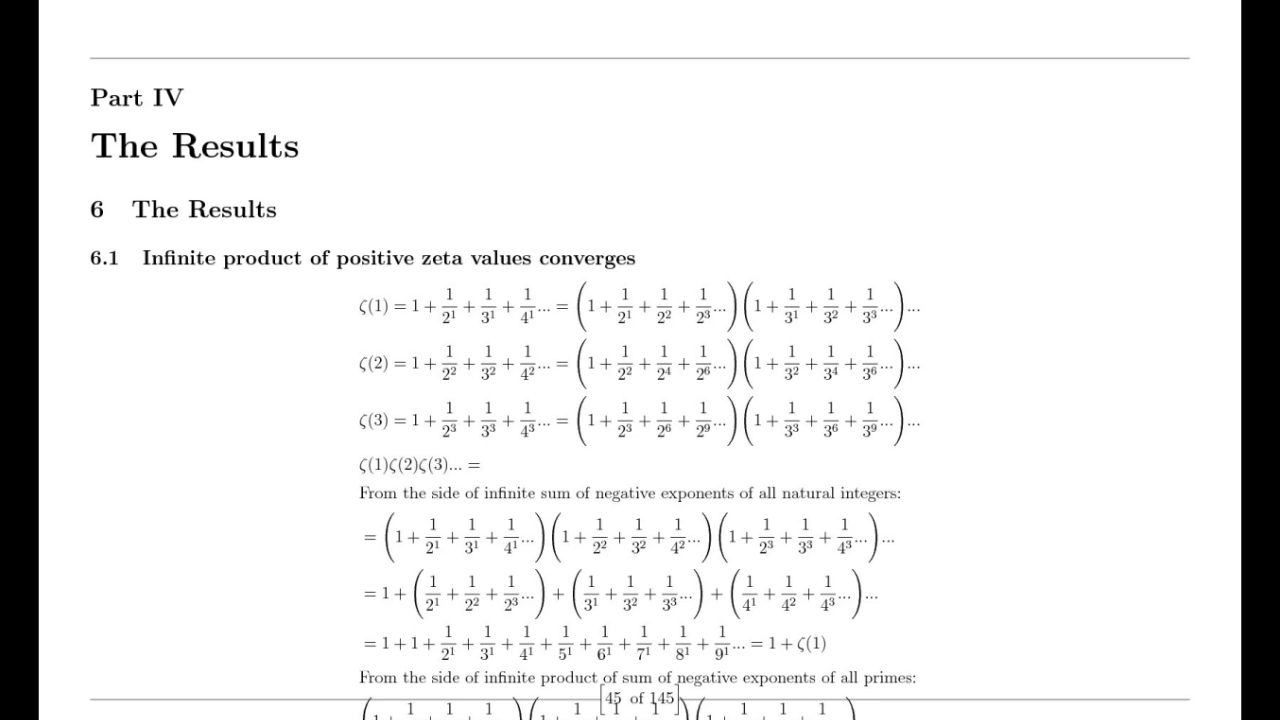 Part IV
The Results
6 The Results
6.1 Infinite product of positive zeta values converges
ζ(1) = 1 + 1/2^1 + 1/3^1 + 1/4^1 ... = (1 + 1/2^1 + 1/2^2 + 1/2^3 ...) (1 + 1/3^1 + 1/3^2 + 1/3^3 ...) ...
ζ(2) = 1 + 1/2^2 + 1/3^2 + 1/4^2 ... = (1 + 1/2^2 + 1/2^4 + 1/2^6 ...) (1 + 1/3^2 + 1/3^4 + 1/3^6 ...) ...
ζ(3) = 1 + 1/2^3 + 1/3^3 + 1/4^3 ... = (1 + 1/2^3 + 1/2^6 + 1/2^9 ...) (1 + 1/3^3 + 1/3^6 + 1/3^9 ...) ...
ζ(1)ζ(2)ζ(3)... =
From the side of infinite sum of negative exponents of all natural integers:
= (1 + 1/2^1 + 1/3^1 + 1/4^1 ...) (1 + 1/2^2 + 1/3^2 + 1/4^2 ...) (1 + 1/2^3 + 1/3^3 + 1/4^3 ...) ...
= 1 + (1/2^1 + 1/2^2 + 1/2^3 ...) + (1/3^1 + 1/3^2 + 1/3^3 ...) + (1/4^1 + 1/4^2 + 1/4^3 ...) ...
= 1 + 1 + 1/2^1 + 1/3^1 + 1/4^1 + 1/5^1 + 1/6^1 + 1/7^1 + 1/8^1 + 1/9^1 ... = 1 + ζ(1)
From the side of infinite product of sum of negative exponents of all primes:
45 of 145